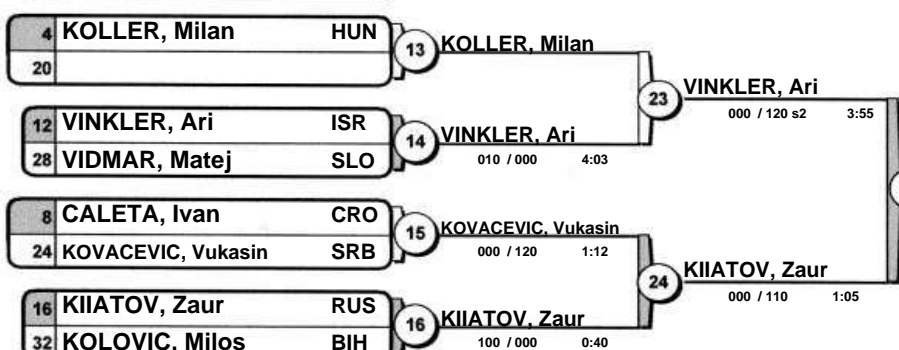 4 KOLLER, Milan HUN
20
13 KOLLER, Milan
23 VINKLER, Ari
000 / 120 s2 3:55
12 VINKLER, Ari ISR
28 VIDMAR, Matej SLO
14 VINKLER, Ari
010 / 000 4:03
8 CALETA, Ivan CRO
24 KOVACEVIC, Vukasin SRB
15 KOVACEVIC, Vukasin
000 / 120 1:12
24 KIIATOV, Zaur
000 / 110 1:05
16 KIIATOV, Zaur RUS
32 KOLOVIC, Milos BIH
16 KIIATOV, Zaur
100 / 000 0:40